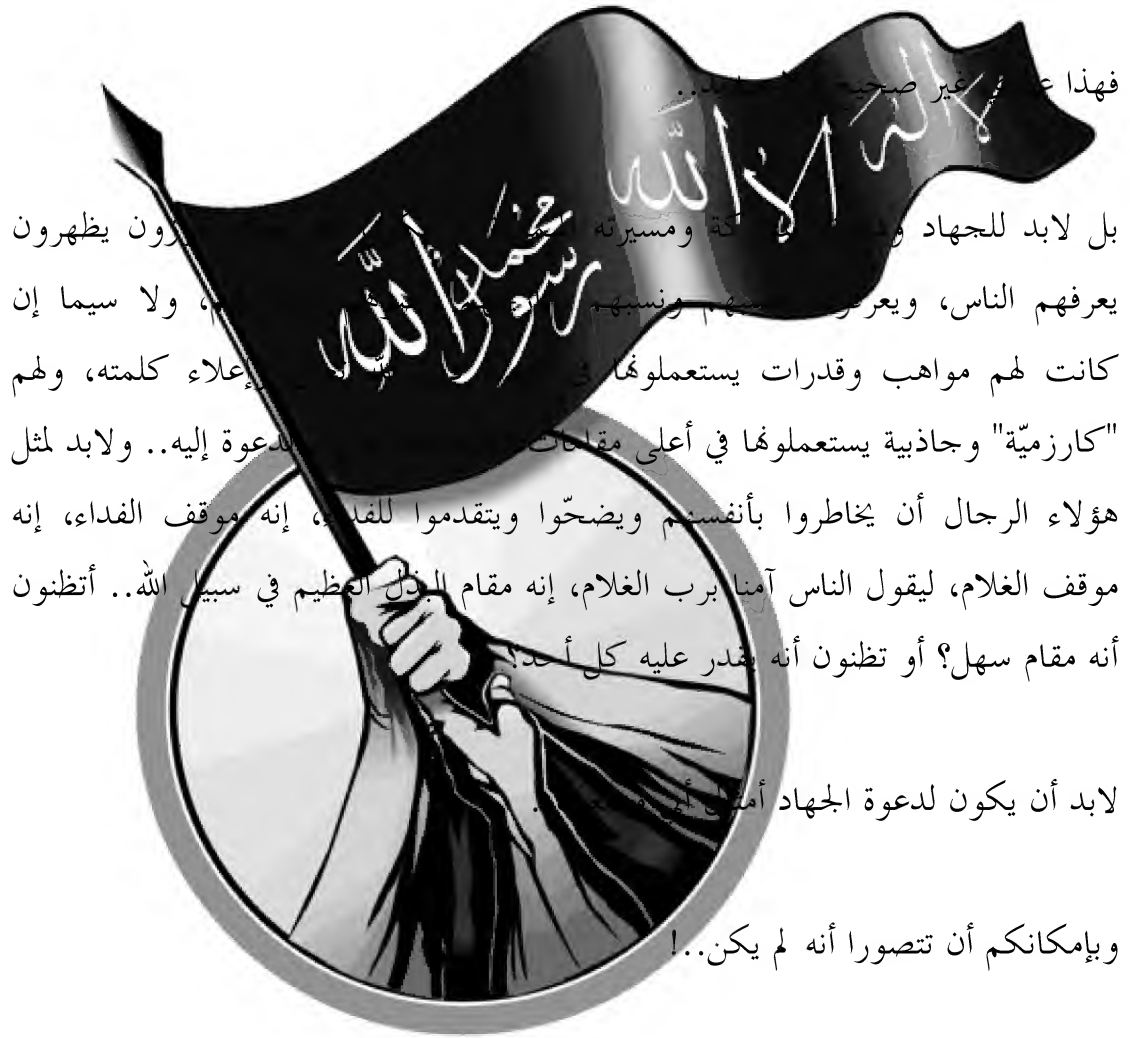 فهذا غير صحيح
لا إله إلا الله
محمد
رسول
الله
بل لابد للجهاد ومسيرته يظهرون
يعرفهم الناس، ونسبهم ولا سيما إن
كانت لهم مواهب وقدرات يستعملونها في وإعلاء كلمته، ولهم
"كارزميّة" وجاذبية يستعملونها في أعلى مقامات الدعوة إليه.. ولابد لمثل
هؤلاء الرجال أن يخاطروا بأنفسهم ويضحّوا ويتقدموا للفداء، إنه موقف الفداء، إنه
موقف الغلام، ليقول الناس آمنا برب الغلام، إنه مقام البذل العظيم في سبيل الله.. أتظنون
أنه مقام سهل؟ أو تظنون أنه يقدر عليه كل أحد؟
لابد أن يكون لدعوة الجهاد أمثال أبي
وبإمكانكم أن تتصورا أنه لم يكن..!